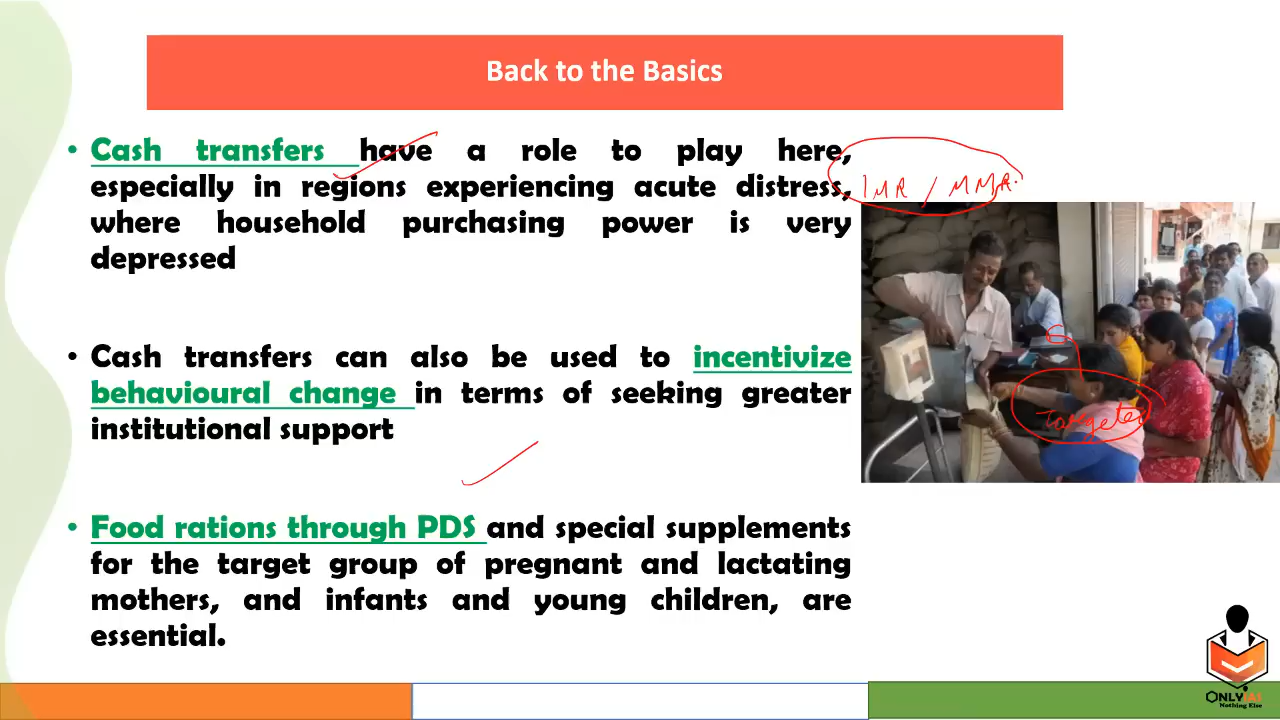 Back to the Basics
• Cash transfers have a role to play here,
especially in regions experiencing acute distress,
where household purchasing power is very
depressed
IMR / MMR.
• Cash transfers can also be used to incentivize
behavioural change in terms of seeking greater
institutional support
Targeted
• Food rations through PDS and special supplements
for the target group of pregnant and lactating
mothers, and infants and young children, are
essential.
ONLYIAS
Nothing Else